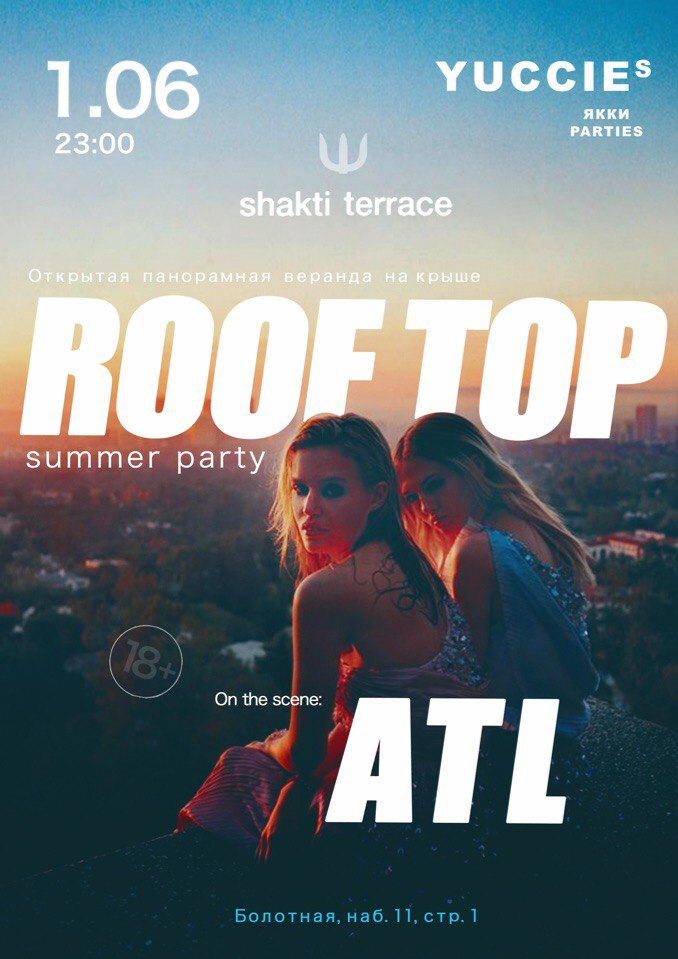 1.06
23:00
YUCCIES
ЯККИ
PARTIES
shakti terrace
Открытая панорамная веранда на крыше
ROOF TOP
summer party
18+
On the scene:
ATL
Болотная, наб. 11, стр. 1